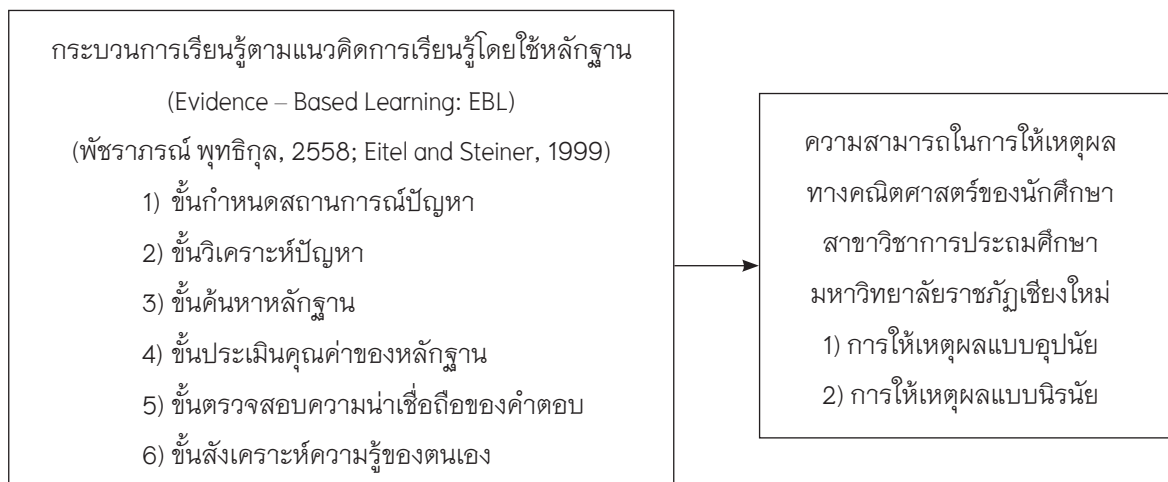 กระบวนการเรียนรู้ตามแนวคิดการเรียนรู้โดยใช้หลักฐาน
(Evidence – Based Learning: EBL)
(พัชราภรณ์ พุทธิกุล, 2558; Eitel and Steiner, 1999)
1) ขั้นกำหนดสถานการณ์ปัญหา
2) ขั้นวิเคราะห์ปัญหา
3) ขั้นค้นหาหลักฐาน
4) ขั้นประเมินคุณค่าของหลักฐาน
5) ขั้นตรวจสอบความน่าเชื่อถือของคำตอบ
6) ขั้นสังเคราะห์ความรู้ของตนเอง
ความสามารถในการให้เหตุผล
ทางคณิตศาสตร์ของนักศึกษา
สาขาวิชาการประถมศึกษา
มหาวิทยาลัยราชภัฏเชียงใหม่
1) การให้เหตุผลแบบอุปนัย
2) การให้เหตุผลแบบนิรนัย